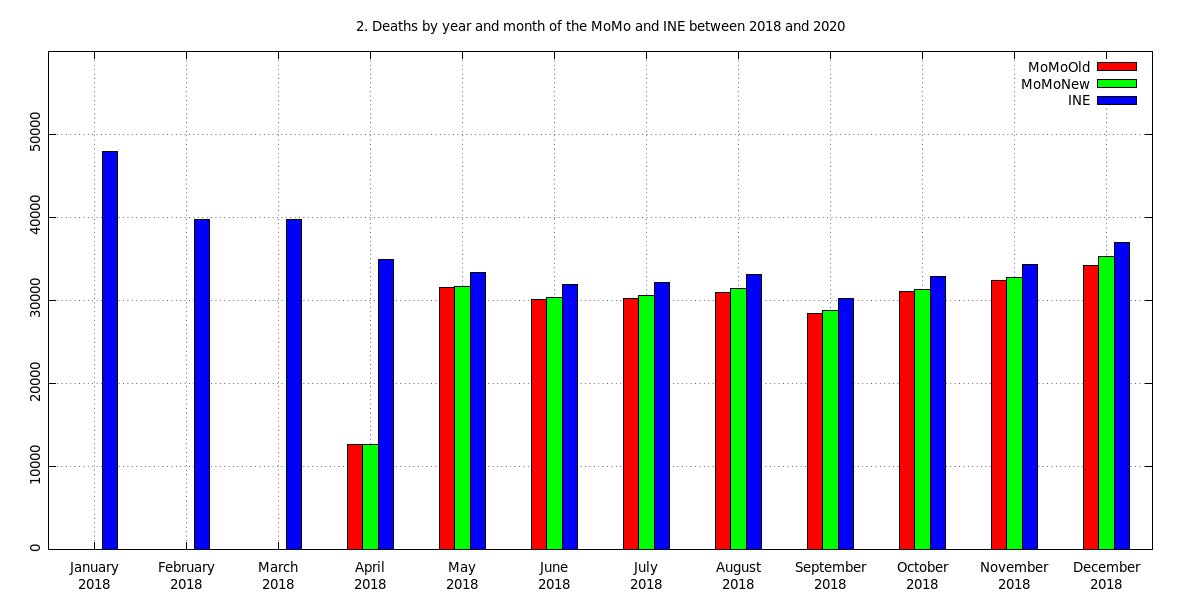 2. Deaths by year and month of the MoMo and INE between 2018 and 2020
MoMoOld
MoMoNew
INE
50000
40000
30000
20000
10000
0
January February March April May June July August September October November December
2018 2018 2018 2018 2018 2018 2018 2018 2018 2018 2018 2018